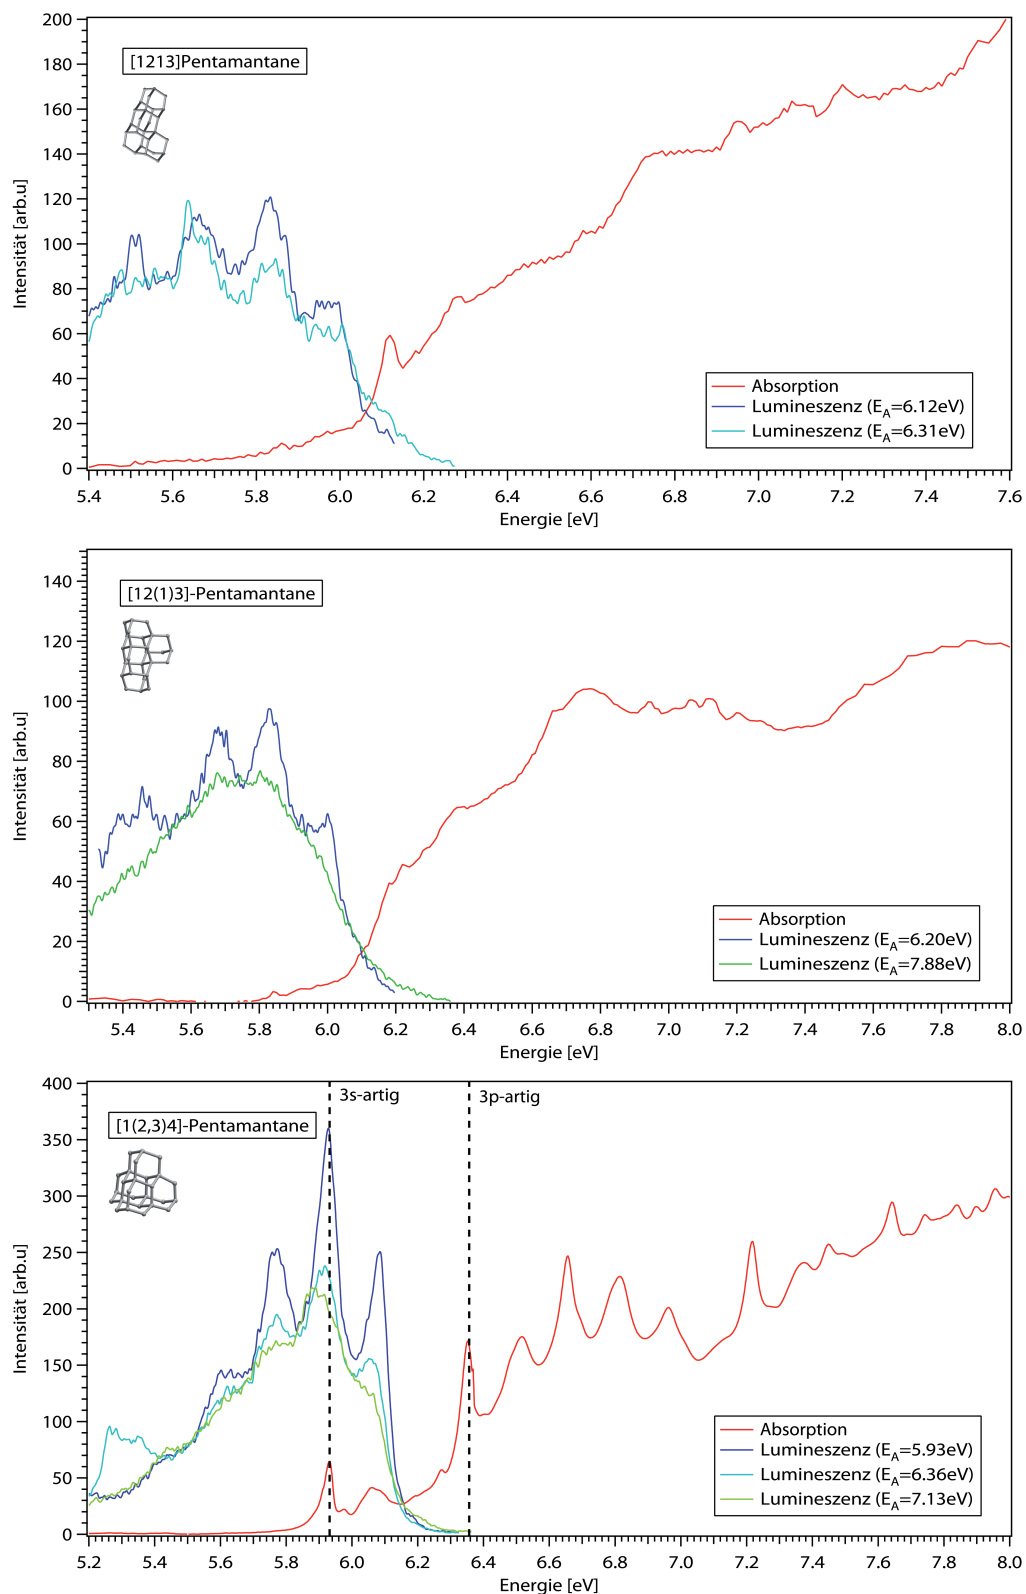 200
180
160
140
120
100
80
60
40
20
0
Intensität [arb.u]
[1213]Pentamantane
Absorption
Lumineszenz (EA=6.12eV)
Lumineszenz (EA=6.31eV)
5.4 5.6 5.8 6.0 6.2 6.4 6.6 6.8 7.0 7.2 7.4 7.6
Energie [eV]
140
120
100
80
60
40
20
0
Intensität [arb.u]
[12(1)3]-Pentamantane
Absorption
Lumineszenz (EA=6.20eV)
Lumineszenz (EA=7.88eV)
5.4 5.6 5.8 6.0 6.2 6.4 6.6 6.8 7.0 7.2 7.4 7.6 7.8 8.0
Energie [eV]
400
350
300
250
200
150
100
50
0
Intensität [arb.u]
3s-artig
3p-artig
[1(2,3)4]-Pentamantane
Absorption
Lumineszenz (EA=5.93eV)
Lumineszenz (EA=6.36eV)
Lumineszenz (EA=7.13eV)
5.2 5.4 5.6 5.8 6.0 6.2 6.4 6.6 6.8 7.0 7.2 7.4 7.6 7.8 8.0
Energie [eV]